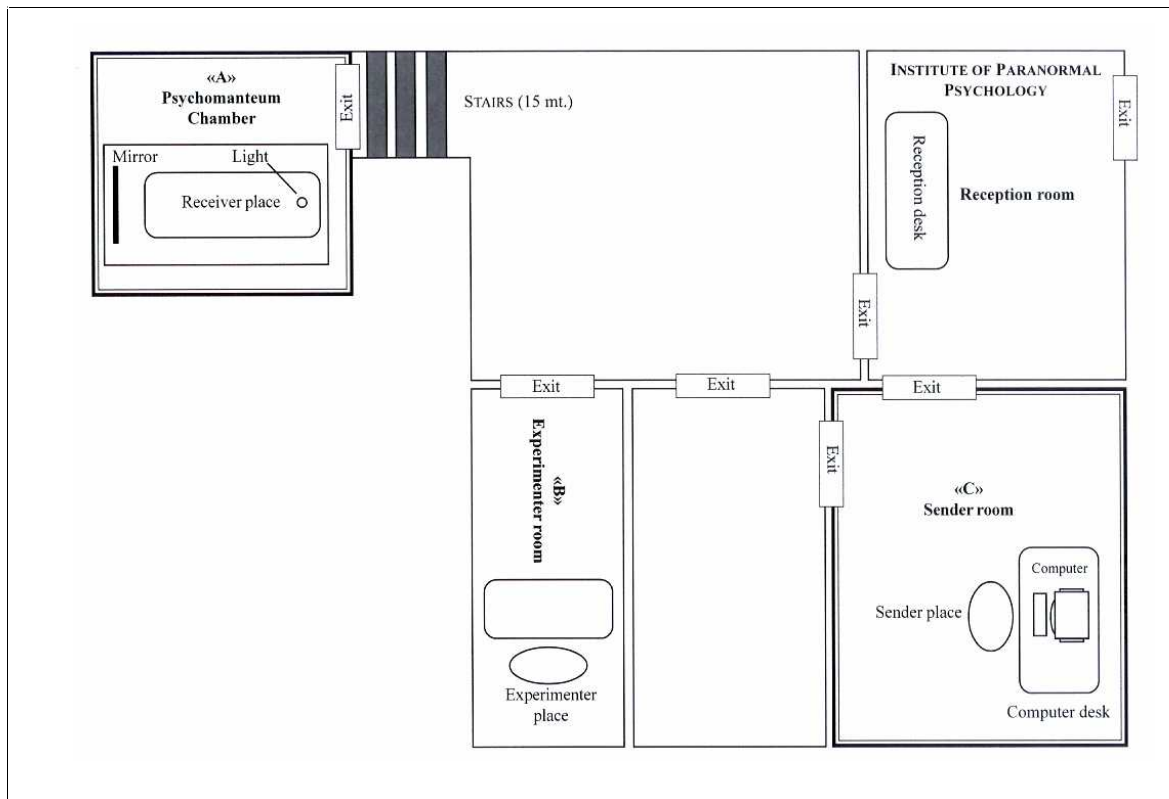 «A»
Psychomanteum
Chamber
Exit
Mirror
Light
Receiver place
STAIRS (15 mt.)
INSTITUTE OF PARANORMAL
PSYCHOLOGY
Exit
Reception desk
Reception room
Exit
Exit
Exit
Exit
«B»
Experimenter room
Experimenter
place
Exit
«C»
Sender room
Computer
Sender place
Computer desk